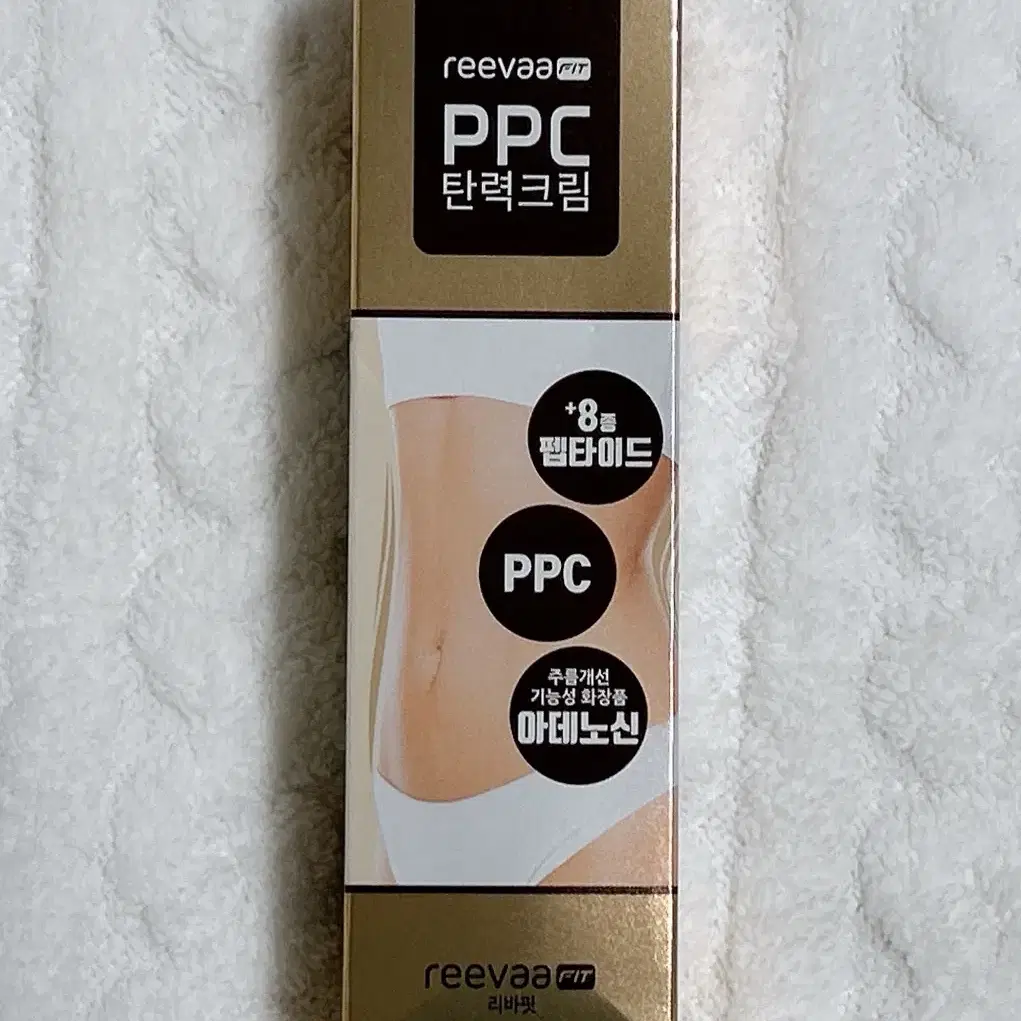 reevaa FIT
PPC
탄력크림
+8종
펩타이드
PPC
주름개선
기능성 화장품
아데노신
reevaa FIT
리바핏